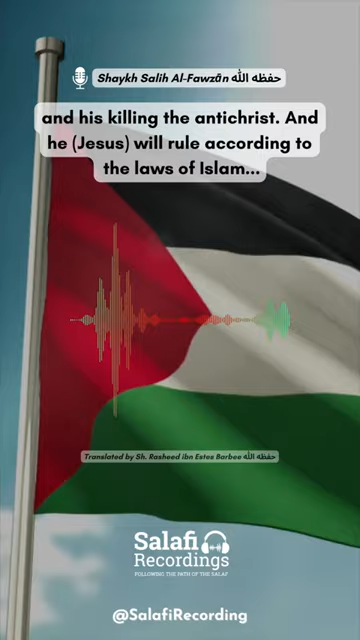 Shaykh Salih Al-Fawzān حفظه الله
and his killing the antichrist. And
he (Jesus) will rule according to
the laws of Islam...
Translated by Sh. Rasheed ibn Estes Barbee حفظه الله
Salafi
Recordings
FOLLOWING THE PATH OF THE SALAF
@SalafiRecording